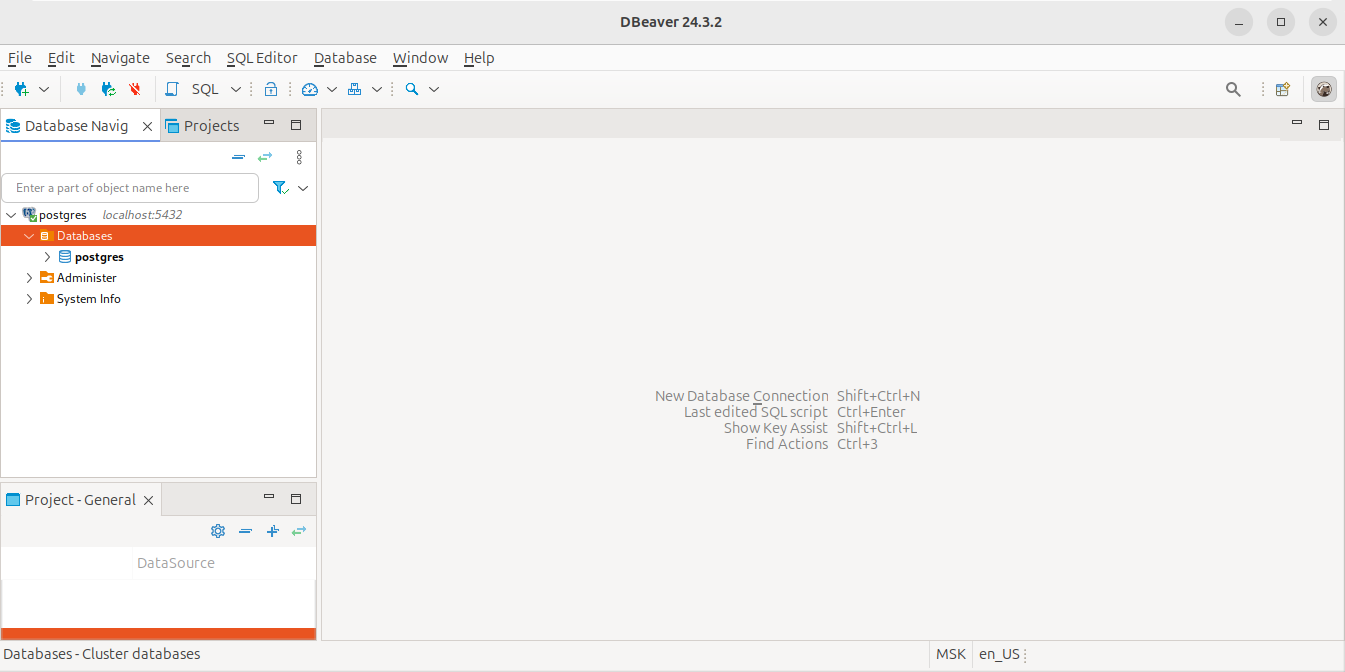 DBeaver 24.3.2
File Edit Navigate Search SQL Editor Database Window Help
SQL
Database Navig Projects
Enter a part of object name here
postgres localhost:5432
Databases
postgres
Administer
System Info
New Database Connection Shift+Ctrl+N
Last edited SQL script Ctrl+Enter
Show Key Assist Shift+Ctrl+L
Find Actions Ctrl+3
Project - General
DataSource
Databases - Cluster databases MSK en_US